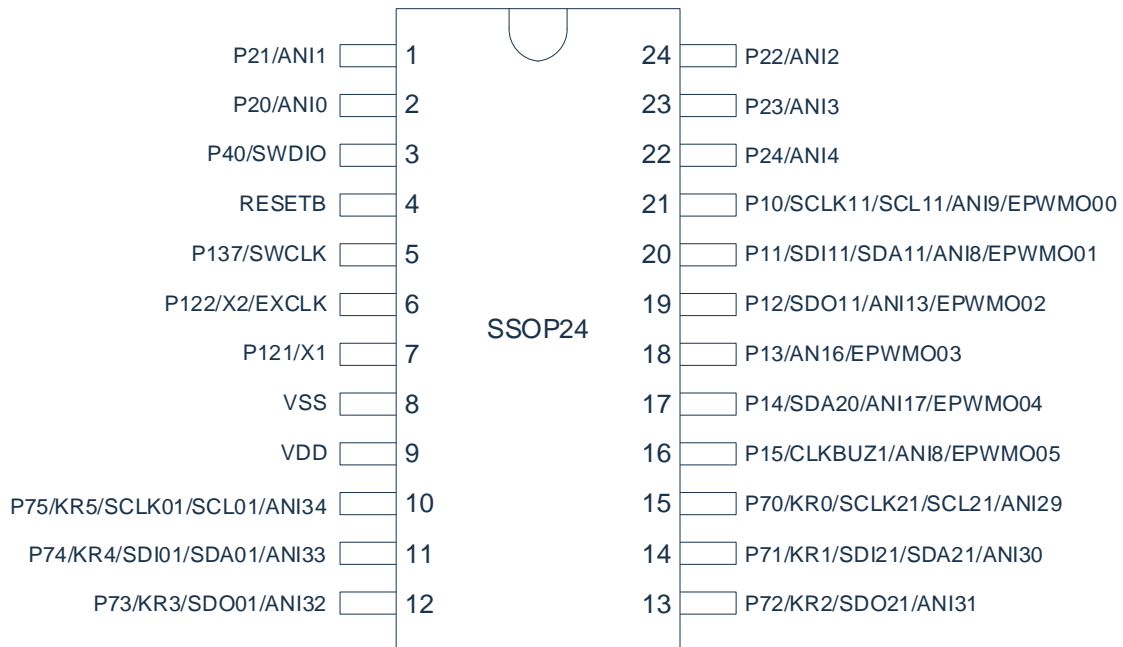 P21/ANI1 1 24 P22/ANI2
P20/ANI0 2 23 P23/ANI3
P40/SWDIO 3 22 P24/ANI4
RESETB 4 21 P10/SCLK11/SCL11/ANI9/EPWMO00
P137/SWCLK 5 20 P11/SDI11/SDA11/ANI8/EPWMO01
P122/X2/EXCLK 6 19 P12/SDO11/ANI13/EPWMO02
SSOP24
P121/X1 7 18 P13/AN16/EPWMO03
VSS 8 17 P14/SDA20/ANI17/EPWMO04
VDD 9 16 P15/CLKBUZ1/ANI8/EPWMO05
P75/KR5/SCLK01/SCL01/ANI34 10 15 P70/KR0/SCLK21/SCL21/ANI29
P74/KR4/SDI01/SDA01/ANI33 11 14 P71/KR1/SDI21/SDA21/ANI30
P73/KR3/SDO01/ANI32 12 13 P72/KR2/SDO21/ANI31